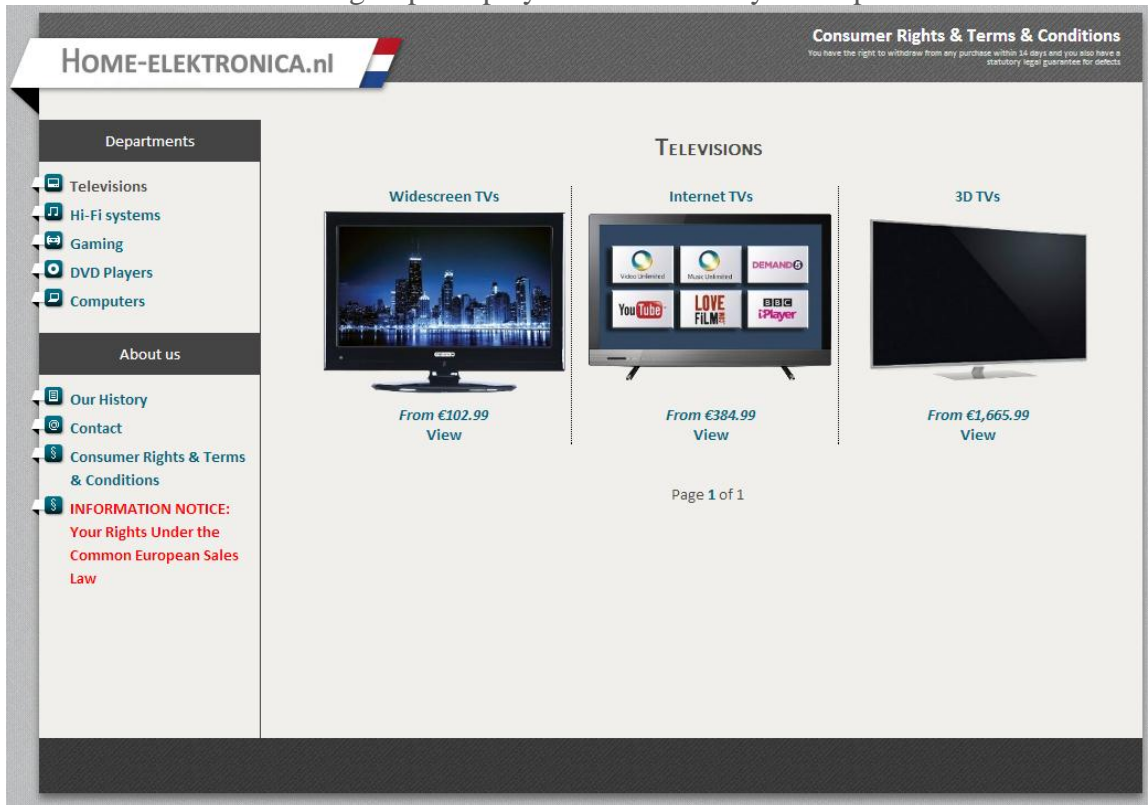 HOME-ELEKTRONICA.nl
Consumer Rights & Terms & Conditions
You have the right to withdraw from any purchase within 14 days and you also have a
statutory legal guarantee for defects
Departments
Televisions
Hi-Fi systems
Gaming
DVD Players
Computers
About us
Our History
Contact
Consumer Rights & Terms
& Conditions
INFORMATION NOTICE:
Your Rights Under the
Common European Sales
Law
TELEVISIONS
Widescreen TVs
From €102.99
View
Internet TVs
Video Unlimited
Music Unlimited
DEMAND 5
YouTube
LOVE
FiLM
BBC
iPlayer
From €384.99
View
3D TVs
From €1,665.99
View
Page 1 of 1